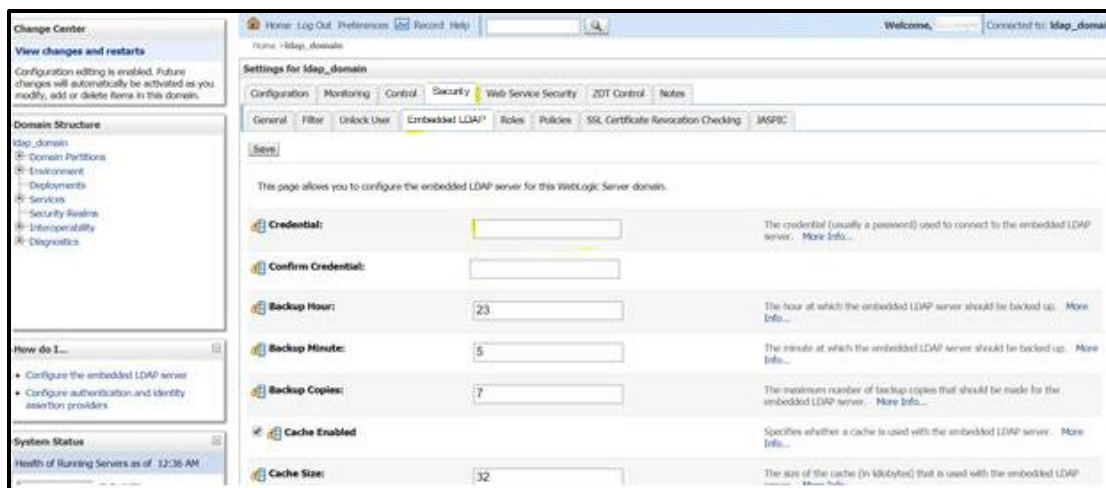 Change Center
View changes and restarts
Configuration editing is enabled. Future
changes will automatically be activated as you
modify, add or delete items in this domain.
Domain Structure
ldap_domain
Domain Partitions
Environment
Deployments
Services
Security Realms
Interoperability
Diagnostics
How do I...
Configure the embedded LDAP server
Configure authentication and identity
assertion providers
System Status
Health of Running Servers as of 12:36 AM
Home Log Out Preferences Record Help
Welcome,
Connected to: ldap_domai
Home >ldap_domain
Settings for ldap_domain
Configuration Monitoring Control Security Web Service Security ZDT Control Notes
General Filter Unlock User Embedded LDAP Roles Policies SSL Certificate Revocation Checking JASPIC
Save
This page allows you to configure the embedded LDAP server for this WebLogic Server domain.
Credential:
The credential (usually a password) used to connect to the embedded LDAP
server. More Info...
Confirm Credential:
Backup Hour: 23
The hour at which the embedded LDAP server should be backed up. More
Info...
Backup Minute: 5
The minute at which the embedded LDAP server should be backed up. More
Info...
Backup Copies: 7
The maximum number of backup copies that should be made for the
embedded LDAP server. More Info...
Cache Enabled
Specifies whether a cache is used with the embedded LDAP server. More
Info...
Cache Size: 32
The size of the cache (in kilobytes) that is used with the embedded LDAP
server. More Info...